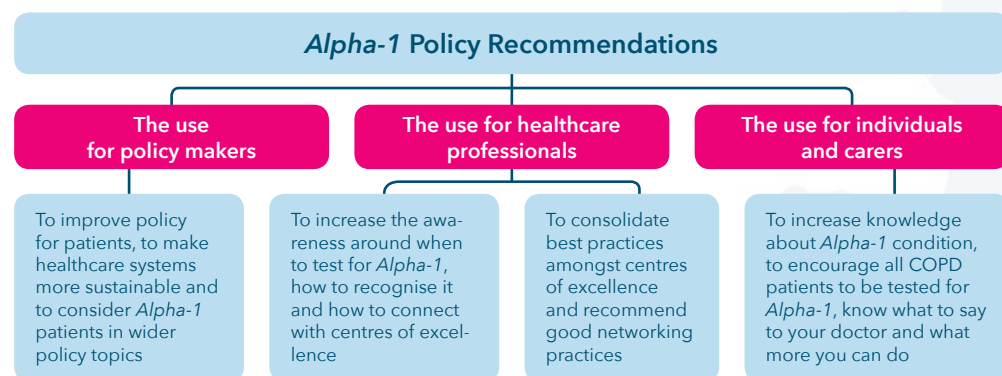 Alpha-1 Policy Recommendations
The use
for policy makers
The use for healthcare
professionals
The use for individuals
and carers
To improve policy
for patients, to make
healthcare systems
more sustainable and
to consider Alpha-1
patients in wider
policy topics
To increase the awa-
reness around when
to test for Alpha-1,
how to recognise it
and how to connect
with centres of excel-
lence
To consolidate
best practices
amongst centres
of excellence
and recommend
good networking
practices
To increase knowledge
about Alpha-1 condition,
to encourage all COPD
patients to be tested for
Alpha-1, know what to say
to your doctor and what
more you can do